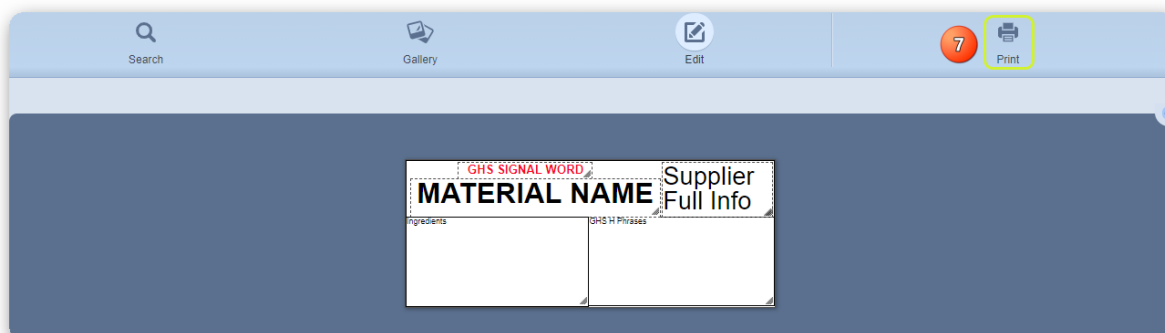 Search
Gallery
Edit
7
Print
GHS SIGNAL WORD
MATERIAL NAME
Supplier
Full Info
Ingredients
GHS H Phrases